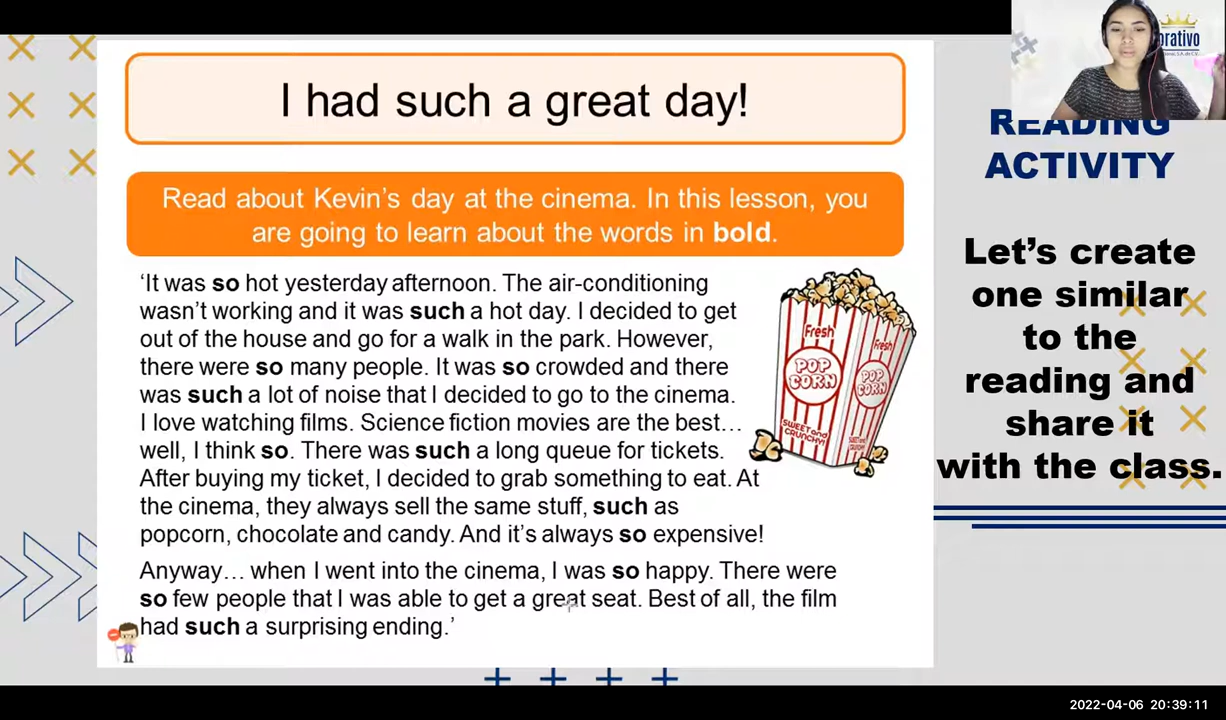 I had such a great day!
Read about Kevin's day at the cinema. In this lesson, you
are going to learn about the words in bold.
'It was so hot yesterday afternoon. The air-conditioning
wasn't working and it was such a hot day. I decided to get
out of the house and go for a walk in the park. However,
there were so many people. It was so crowded and there
was such a lot of noise that I decided to go to the cinema.
I love watching films. Science fiction movies are the best…
well, I think so. There was such a long queue for tickets.
After buying my ticket, I decided to grab something to eat. At
the cinema, they always sell the same stuff, such as
popcorn, chocolate and candy. And it's always so expensive!
Anyway… when I went into the cinema, I was so happy. There were
so few people that I was able to get a great seat. Best of all, the film
had such a surprising ending.'
Fresh
POP
CORN
SWEET and
CRUNCHY!
Fresh
POP
CORN
orativo
READING
ACTIVITY
Let's create
one similar
to the
reading and
share it
with the class.
2022-04-06 20:39:11